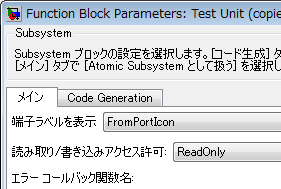 Function Block Parameters: Test Unit (copie
Subsystem
Subsystem ブロックの設定を選択します。[コード生成] タ
[メイン] タブで [Atomic Subsystem として扱う] を選択し
メイン
Code Generation
端子ラベルを表示 FromPortIcon
読み取り/書き込みアクセス許可: ReadOnly
エラー コールバック関数名: